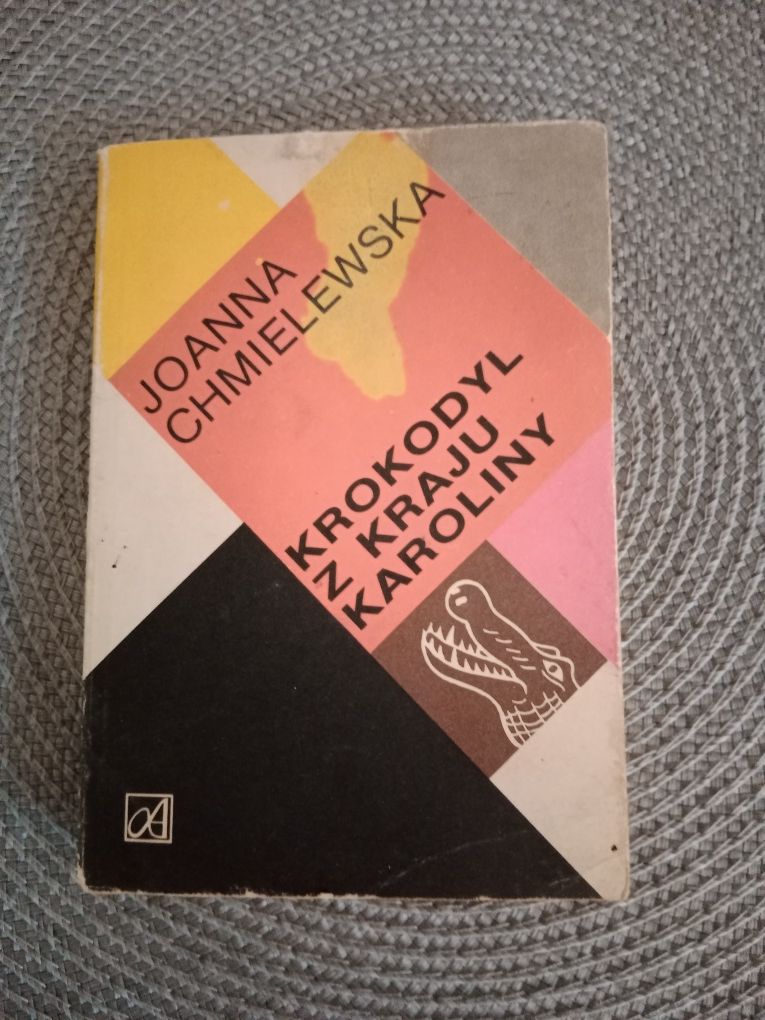 JOANNA
CHMIELEWSKA
KROKODYL
Z KRAJU
KAROLINY